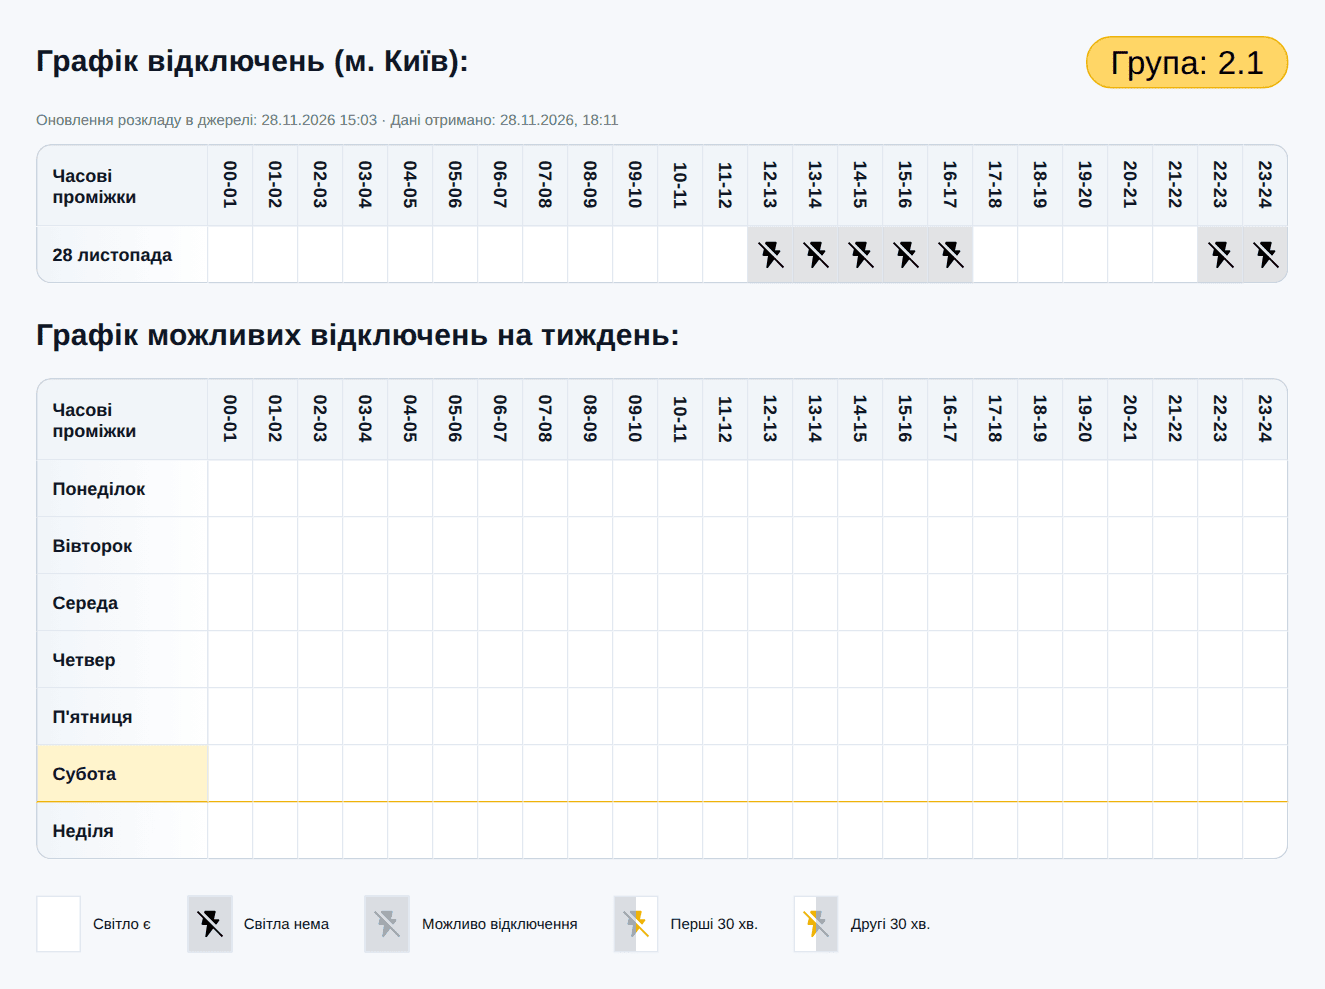 Графік відключень (м. Київ):
Група: 2.1
Оновлення розкладу в джерелі: 28.11.2026 15:03 · Дані отримано: 28.11.2026, 18:11
Часові проміжки 00-01 01-02 02-03 03-04 04-05 05-06 06-07 07-08 08-09 09-10 10-11 11-12 12-13 13-14 14-15 15-16 16-17 17-18 18-19 19-20 20-21 21-22 22-23 23-24
28 листопада
Графік можливих відключень на тиждень:
Часові проміжки 00-01 01-02 02-03 03-04 04-05 05-06 06-07 07-08 08-09 09-10 10-11 11-12 12-13 13-14 14-15 15-16 16-17 17-18 18-19 19-20 20-21 21-22 22-23 23-24
Понеділок
Вівторок
Середа
Четвер
П'ятниця
Субота
Неділя
Світло є Світла нема Можливо відключення Перші 30 хв. Другі 30 хв.